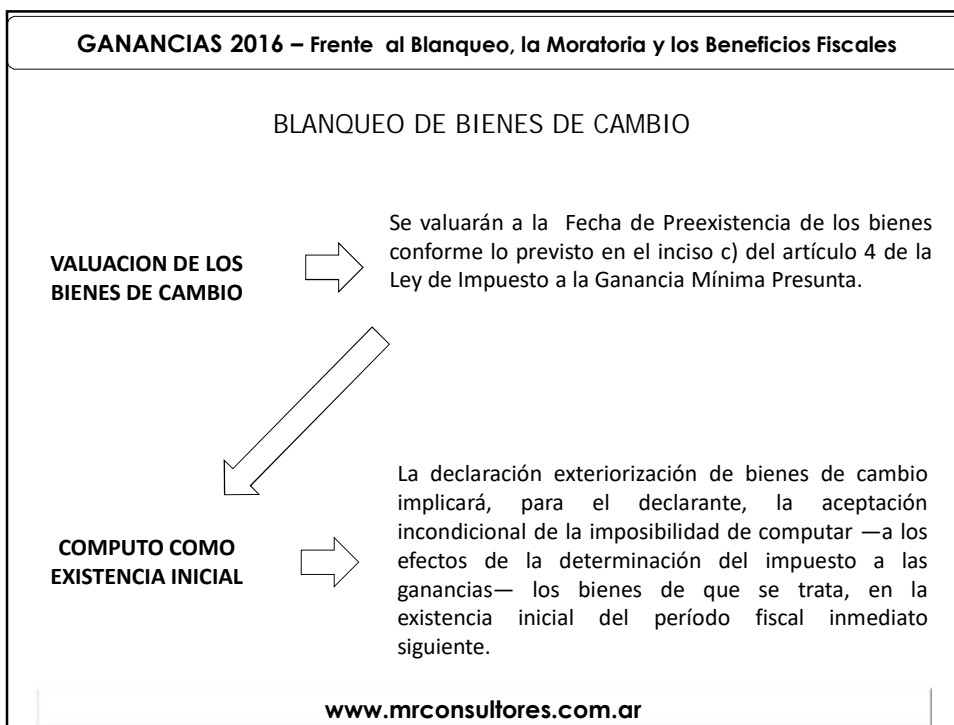 GANANCIAS 2016 – Frente al Blanqueo, la Moratoria y los Beneficios Fiscales
BLANQUEO DE BIENES DE CAMBIO
VALUACION DE LOS
BIENES DE CAMBIO
Se valuarán a la Fecha de Preexistencia de los bienes
conforme lo previsto en el inciso c) del artículo 4 de la
Ley de Impuesto a la Ganancia Mínima Presunta.
COMPUTO COMO
EXISTENCIA INICIAL
La declaración exteriorización de bienes de cambio
implicará, para el declarante, la aceptación
incondicional de la imposibilidad de computar —a los
efectos de la determinación del impuesto a las
ganancias— los bienes de que se trata, en la
existencia inicial del período fiscal inmediato
siguiente.
www.mrconsultores.com.ar